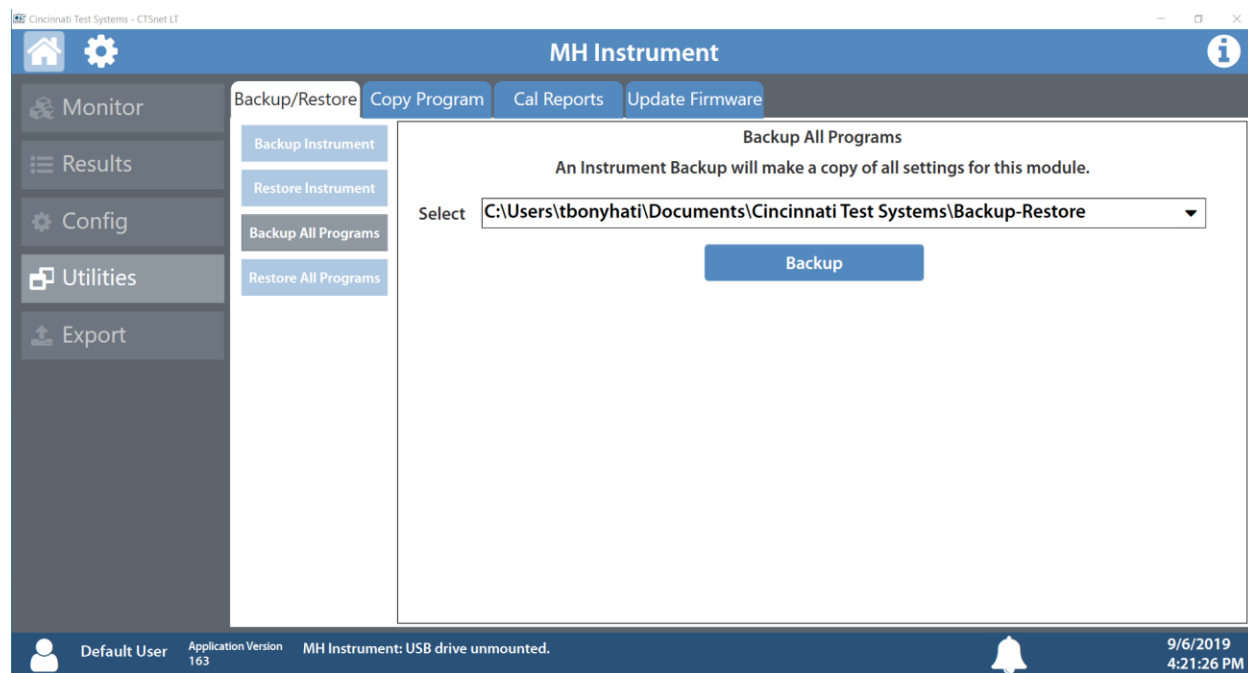 Cincinnati Test Systems - CTSnet LT
MH Instrument
Monitor
Results
Config
Utilities
Export
Backup/Restore
Copy Program
Cal Reports
Update Firmware
Backup Instrument
Restore Instrument
Backup All Programs
Restore All Programs
Backup All Programs
An Instrument Backup will make a copy of all settings for this module.
Select C:\Users\tbonyhati\Documents\Cincinnati Test Systems\Backup-Restore
Backup
Default User
Application Version
163
MH Instrument: USB drive unmounted.
9/6/2019
4:21:26 PM